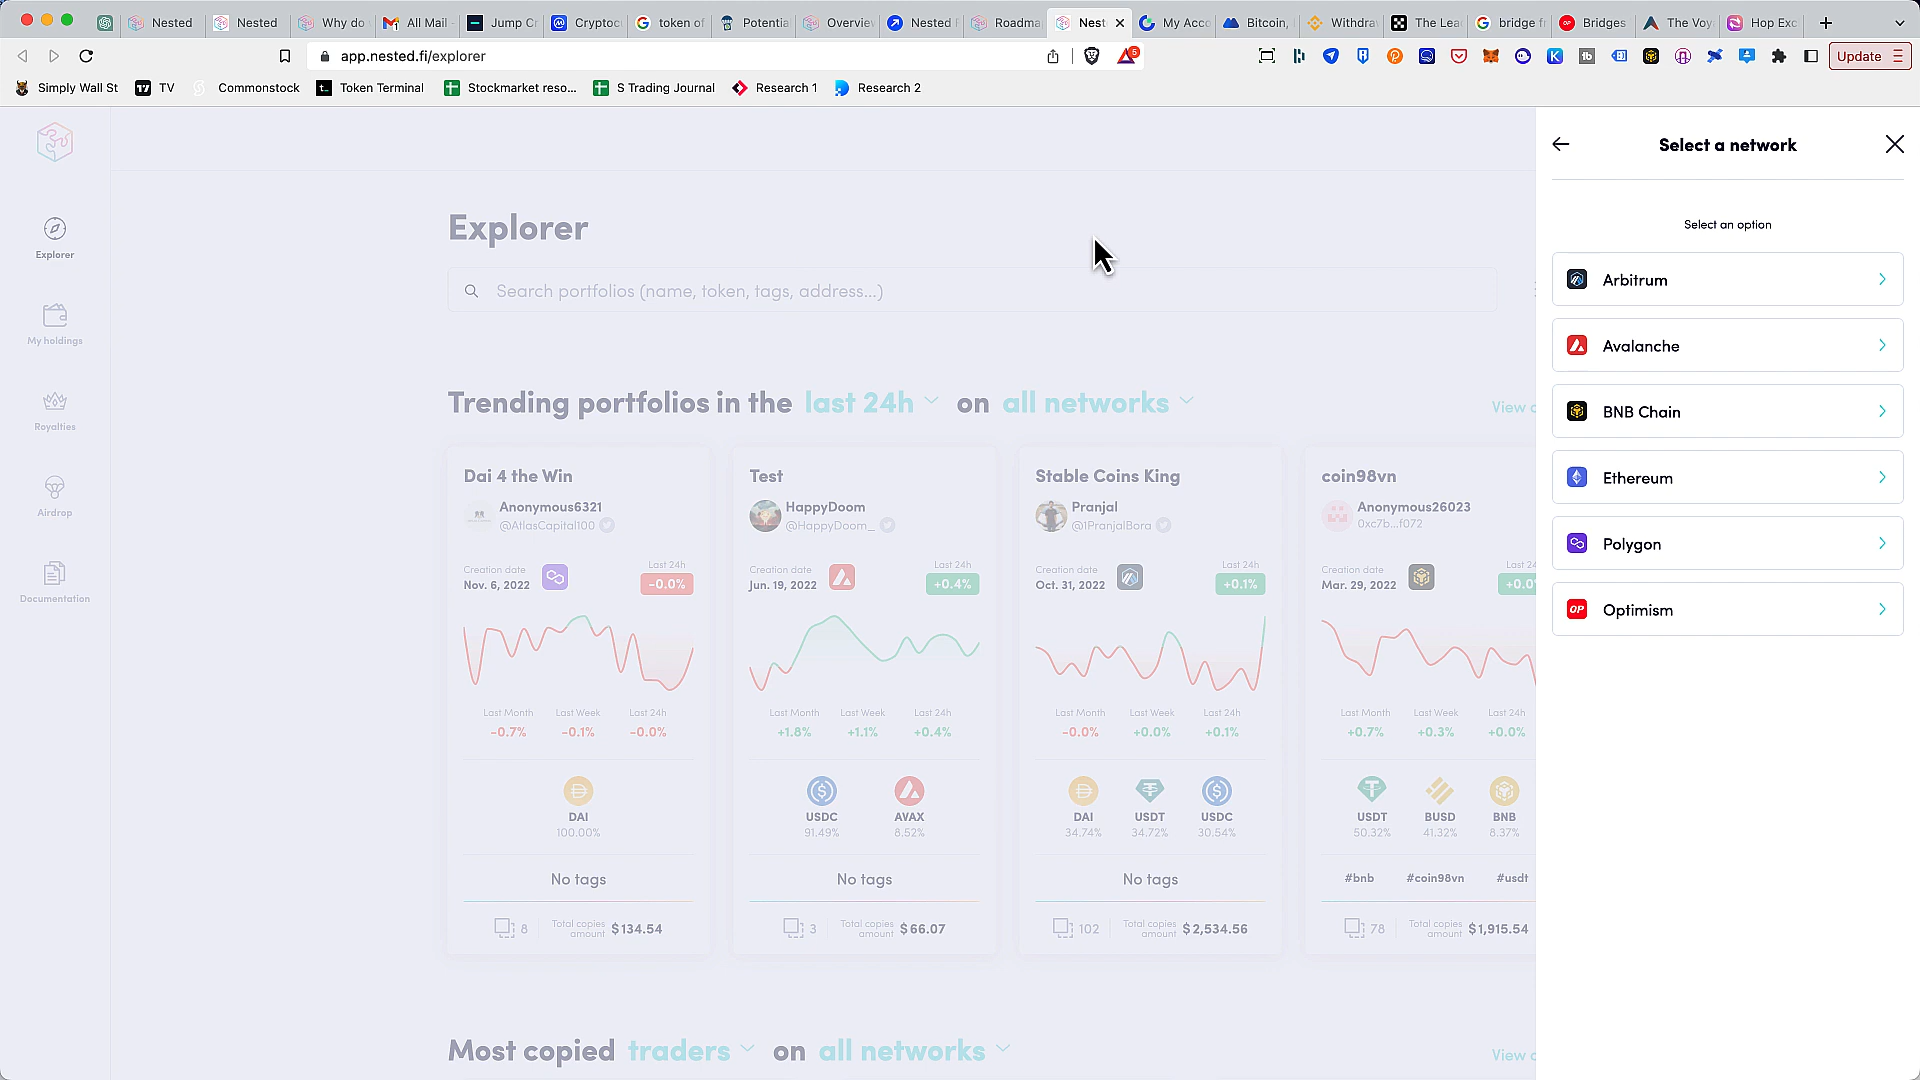 Nested
Nested
Why do
All Mail -
Jump Cr
Cryptoc
token of
Potentia
Overvie
Nested F
Roadma
Nest
My Acco
Bitcoin,
Withdra
The Lea
bridge fr
Bridges
The Voy
Hop Exc
app.nested.fi/explorer
5
Update
Simply Wall St
TV
Commonstock
Token Terminal
Stockmarket reso...
S Trading Journal
Research 1
Research 2
Explorer
My holdings
Royalties
Airdrop
Documentation
Explorer
Search portfolios (name, token, tags, address...)
Trending portfolios in the last 24h on all networks
View
Dai 4 the Win
Anonymous6321
@AtlasCapital100
Creation date
Nov. 6, 2022
Last 24h
-0.0%
Last Month Last Week Last 24h
-0.7% -0.1% -0.0%
DAI
100.00%
No tags
8
Total copies amount $134.54
Test
HappyDoom
@HappyDoom_
Creation date
Jun. 19, 2022
Last 24h
+0.4%
Last Month Last Week Last 24h
+1.8% +1.1% +0.4%
USDC AVAX
91.49% 8.52%
No tags
3
Total copies amount $66.07
Stable Coins King
Pranjal
@1PranjalBora
Creation date
Oct. 31, 2022
Last 24h
+0.1%
Last Month Last Week Last 24h
-0.0% +0.0% +0.1%
DAI USDT USDC
34.74% 34.72% 30.54%
No tags
102
Total copies amount $2,534.56
coin98vn
Anonymous26023
0xc7b...f072
Creation date
Mar. 29, 2022
Last 24
+0.0
Last Month Last Week Last 24h
+0.7% +0.3% +0.0%
USDT BUSD BNB
50.32% 41.32% 8.37%
#bnb #coin98vn #usdt
78
Total copies amount $1,915.54
Most copied traders on all networks
View
Select a network
Select an option
Arbitrum
Avalanche
BNB Chain
Ethereum
Polygon
OP Optimism